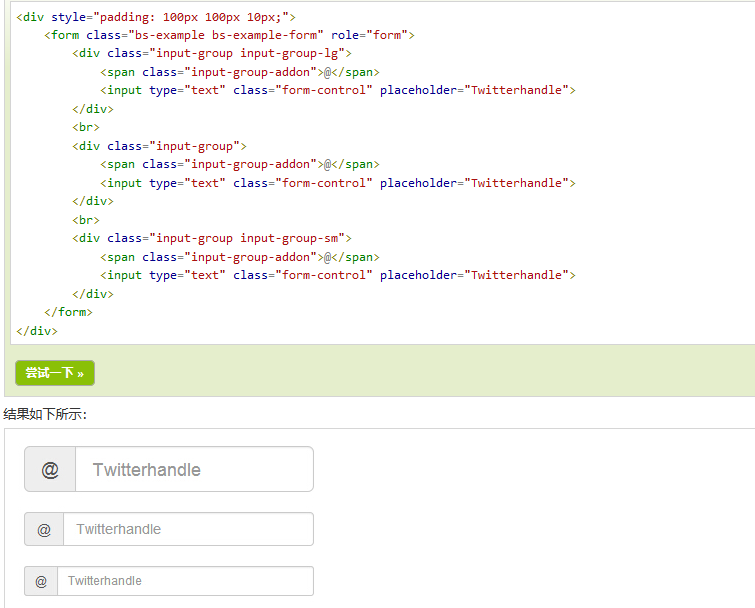 <div style="padding: 100px 100px 10px;">
    <form class="bs-example bs-example-form" role="form">
        <div class="input-group input-group-lg">
            <span class="input-group-addon">@</span>
            <input type="text" class="form-control" placeholder="Twitterhandle">
        </div>
        <br>
        <div class="input-group">
            <span class="input-group-addon">@</span>
            <input type="text" class="form-control" placeholder="Twitterhandle">
        </div>
        <br>
        <div class="input-group input-group-sm">
            <span class="input-group-addon">@</span>
            <input type="text" class="form-control" placeholder="Twitterhandle">
        </div>
    </form>
</div>
尝试一下 »
结果如下所示:
@ Twitterhandle
@ Twitterhandle
@ Twitterhandle